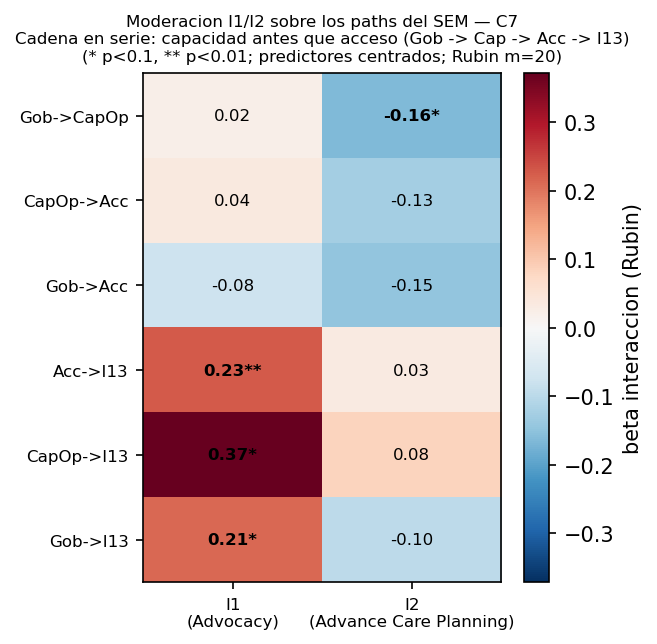 Moderacion I1/I2 sobre los paths del SEM — C7
Cadena en serie: capacidad antes que acceso (Gob -> Cap -> Acc -> I13)
(* p<0.1, ** p<0.01; predictores centrados; Rubin m=20)
Gob->CapOp 0.02 -0.16*
CapOp->Acc 0.04 -0.13
Gob->Acc -0.08 -0.15
Acc->I13 0.23** 0.03
CapOp->I13 0.37* 0.08
Gob->I13 0.21* -0.10
I1 I2
(Advocacy) (Advance Care Planning)
0.3
0.2
0.1
0.0
−0.1
−0.2
−0.3
beta interaccion (Rubin)